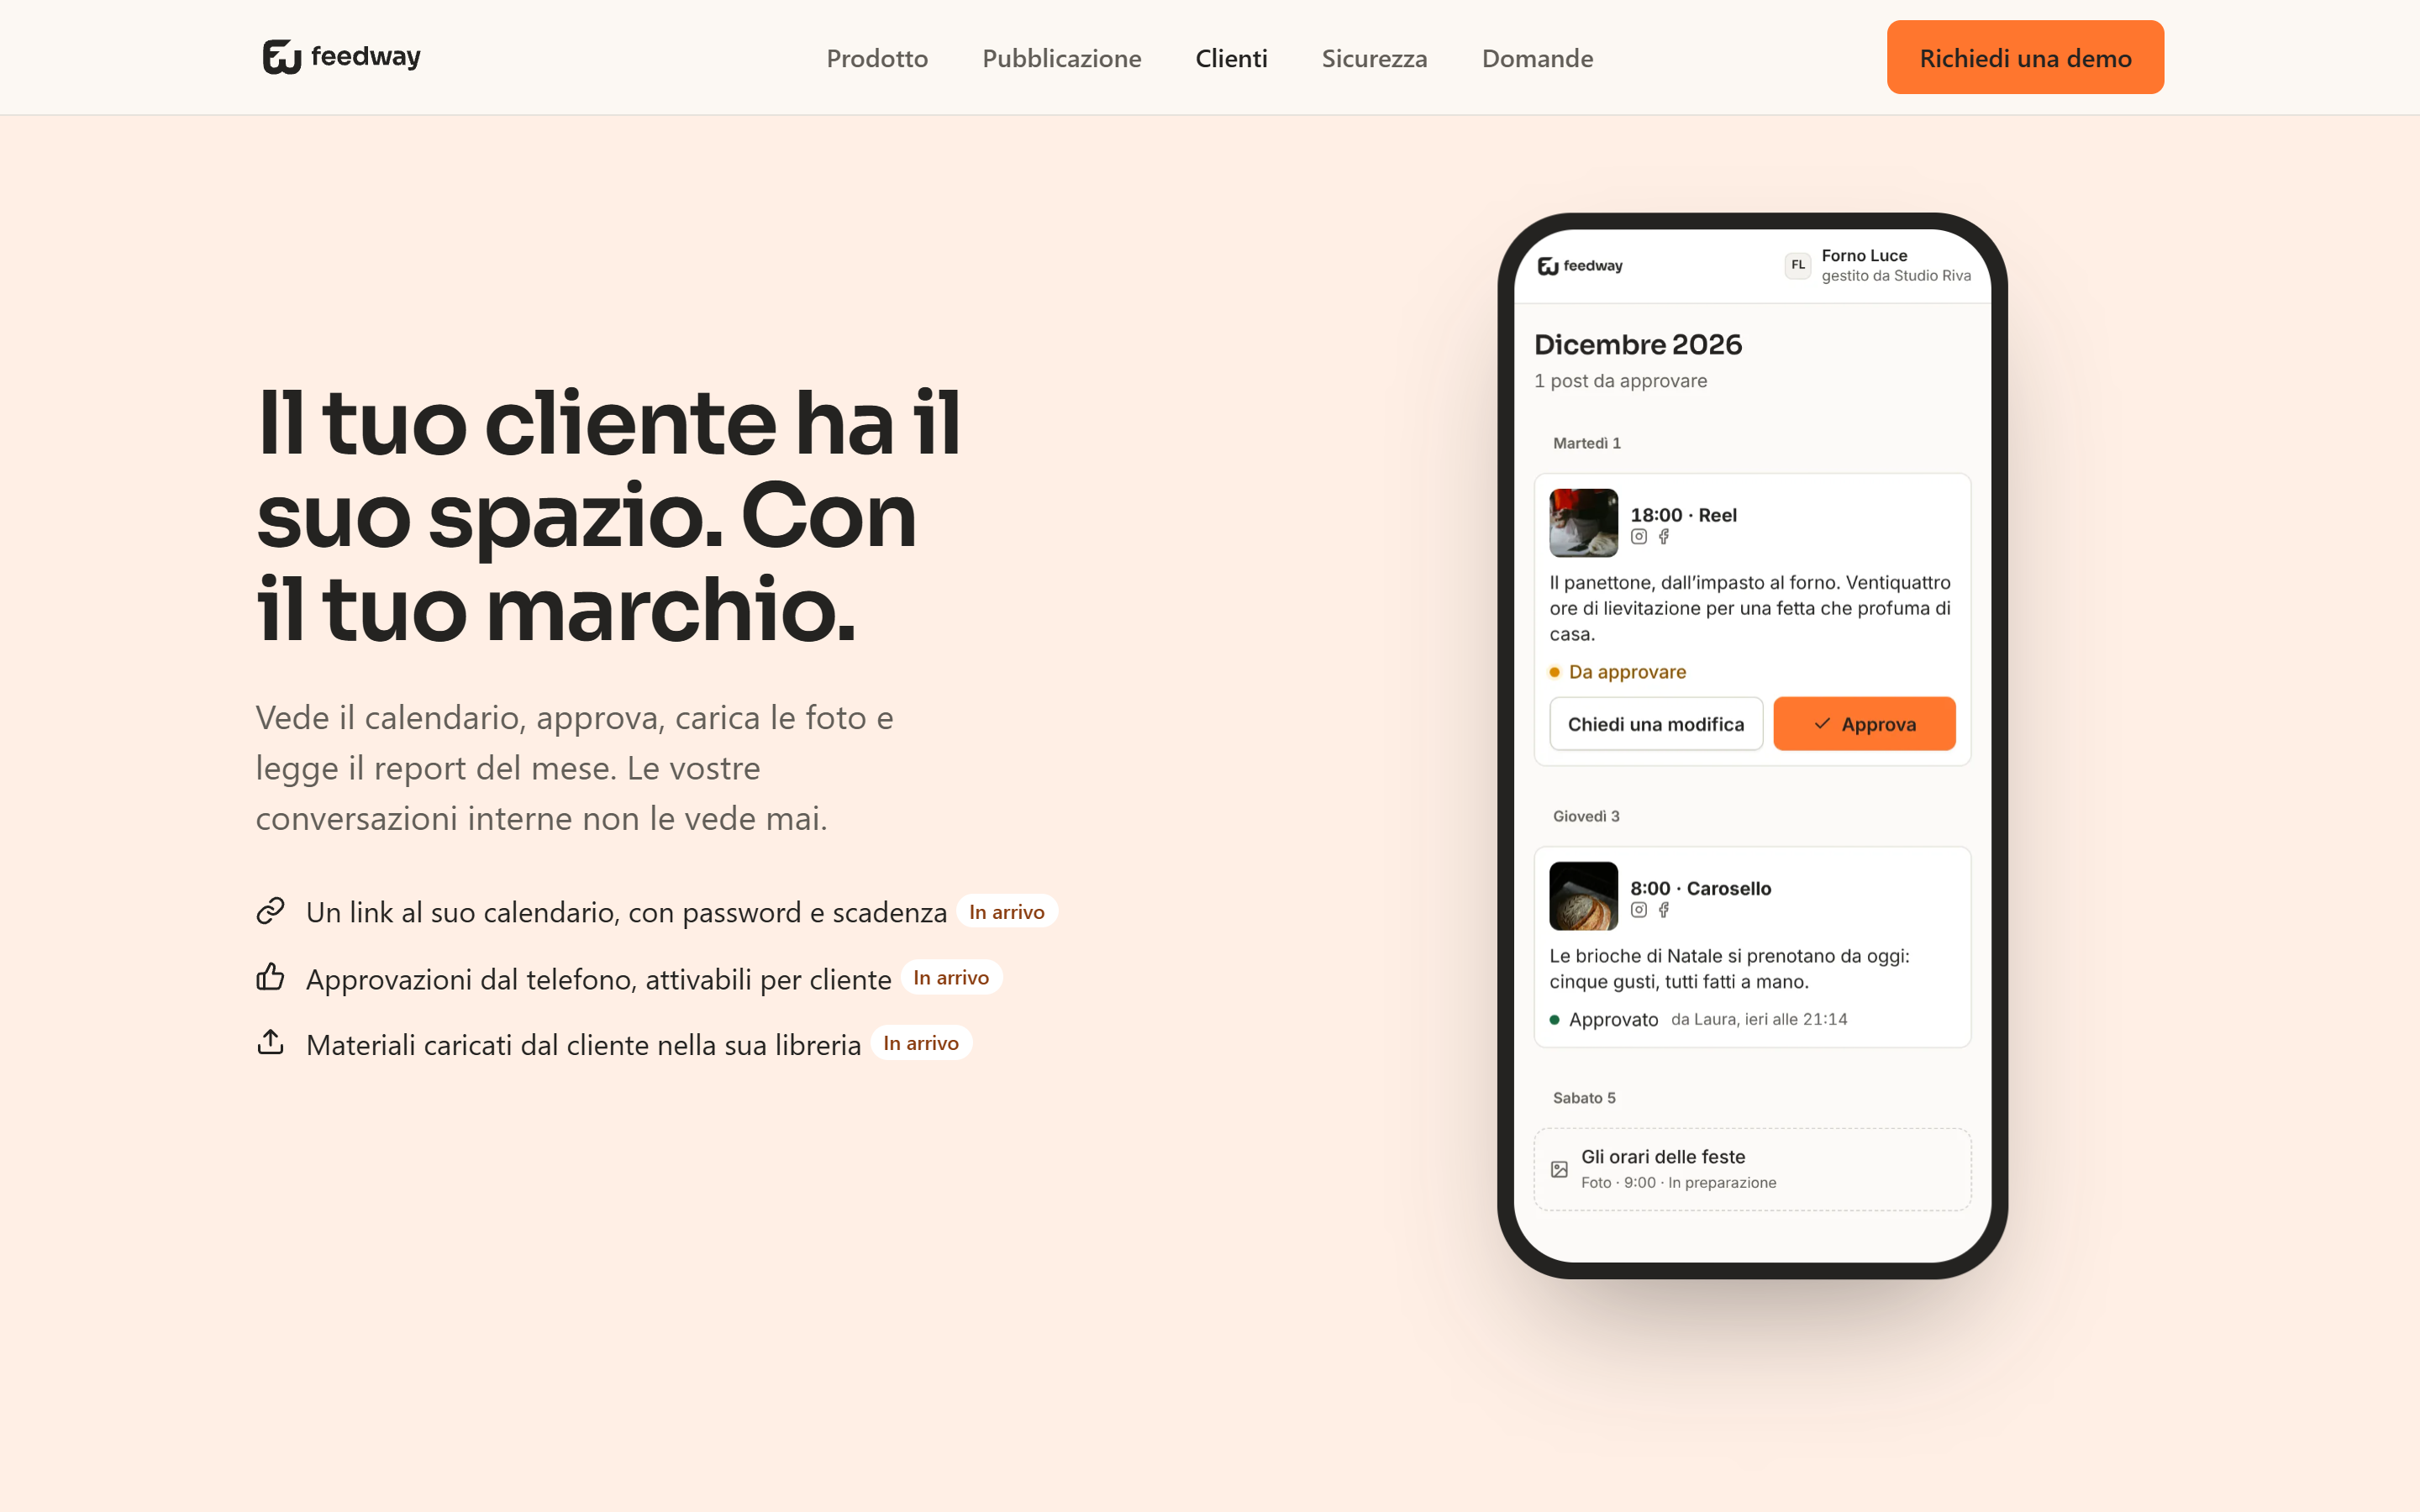 feedway
Prodotto
Pubblicazione
Clienti
Sicurezza
Domande
Richiedi una demo
Il tuo cliente ha il
suo spazio. Con
il tuo marchio.
Vede il calendario, approva, carica le foto e
legge il report del mese. Le vostre
conversazioni interne non le vede mai.
Un link al suo calendario, con password e scadenza In arrivo
Approvazioni dal telefono, attivabili per cliente In arrivo
Materiali caricati dal cliente nella sua libreria In arrivo
feedway
FL
Forno Luce
gestito da Studio Riva
Dicembre 2026
1 post da approvare
Martedì 1
18:00 · Reel
Il panettone, dall’impasto al forno. Ventiquattro
ore di lievitazione per una fetta che profuma di
casa.
Da approvare
Chiedi una modifica
Approva
Giovedì 3
8:00 · Carosello
Le brioche di Natale si prenotano da oggi:
cinque gusti, tutti fatti a mano.
Approvato da Laura, ieri alle 21:14
Sabato 5
Gli orari delle feste
Foto · 9:00 · In preparazione